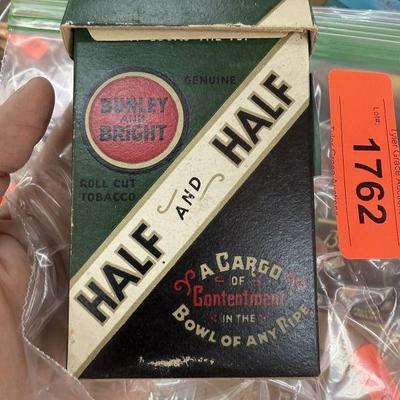 GENUINE
BURLEY
AND
BRIGHT
ROLL CUT
TOBACCO
HALF AND HALF
A CARGO
OF
Contentment
IN THE
BOWL OF ANY PIPE
Lot#
1762